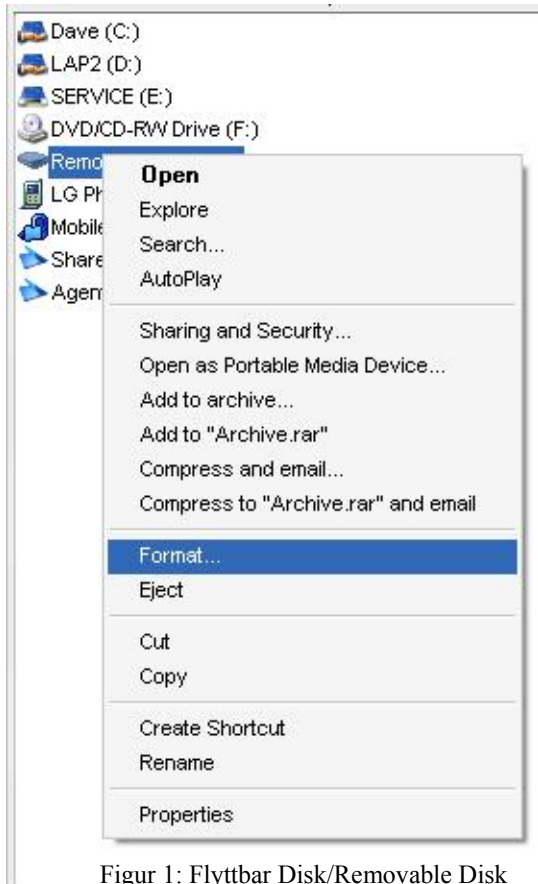 Dave (C:)
LAP2 (D:)
SERVICE (E:)
DVD/CD-RW Drive (F:)
Remo
LG Ph
Mobile
Share
Agen
Open
Explore
Search...
AutoPlay
Sharing and Security...
Open as Portable Media Device...
Add to archive...
Add to "Archive.rar"
Compress and email...
Compress to "Archive.rar" and email
Format...
Eject
Cut
Copy
Create Shortcut
Rename
Properties
Figur 1: Flyttbar Disk/Removable Disk